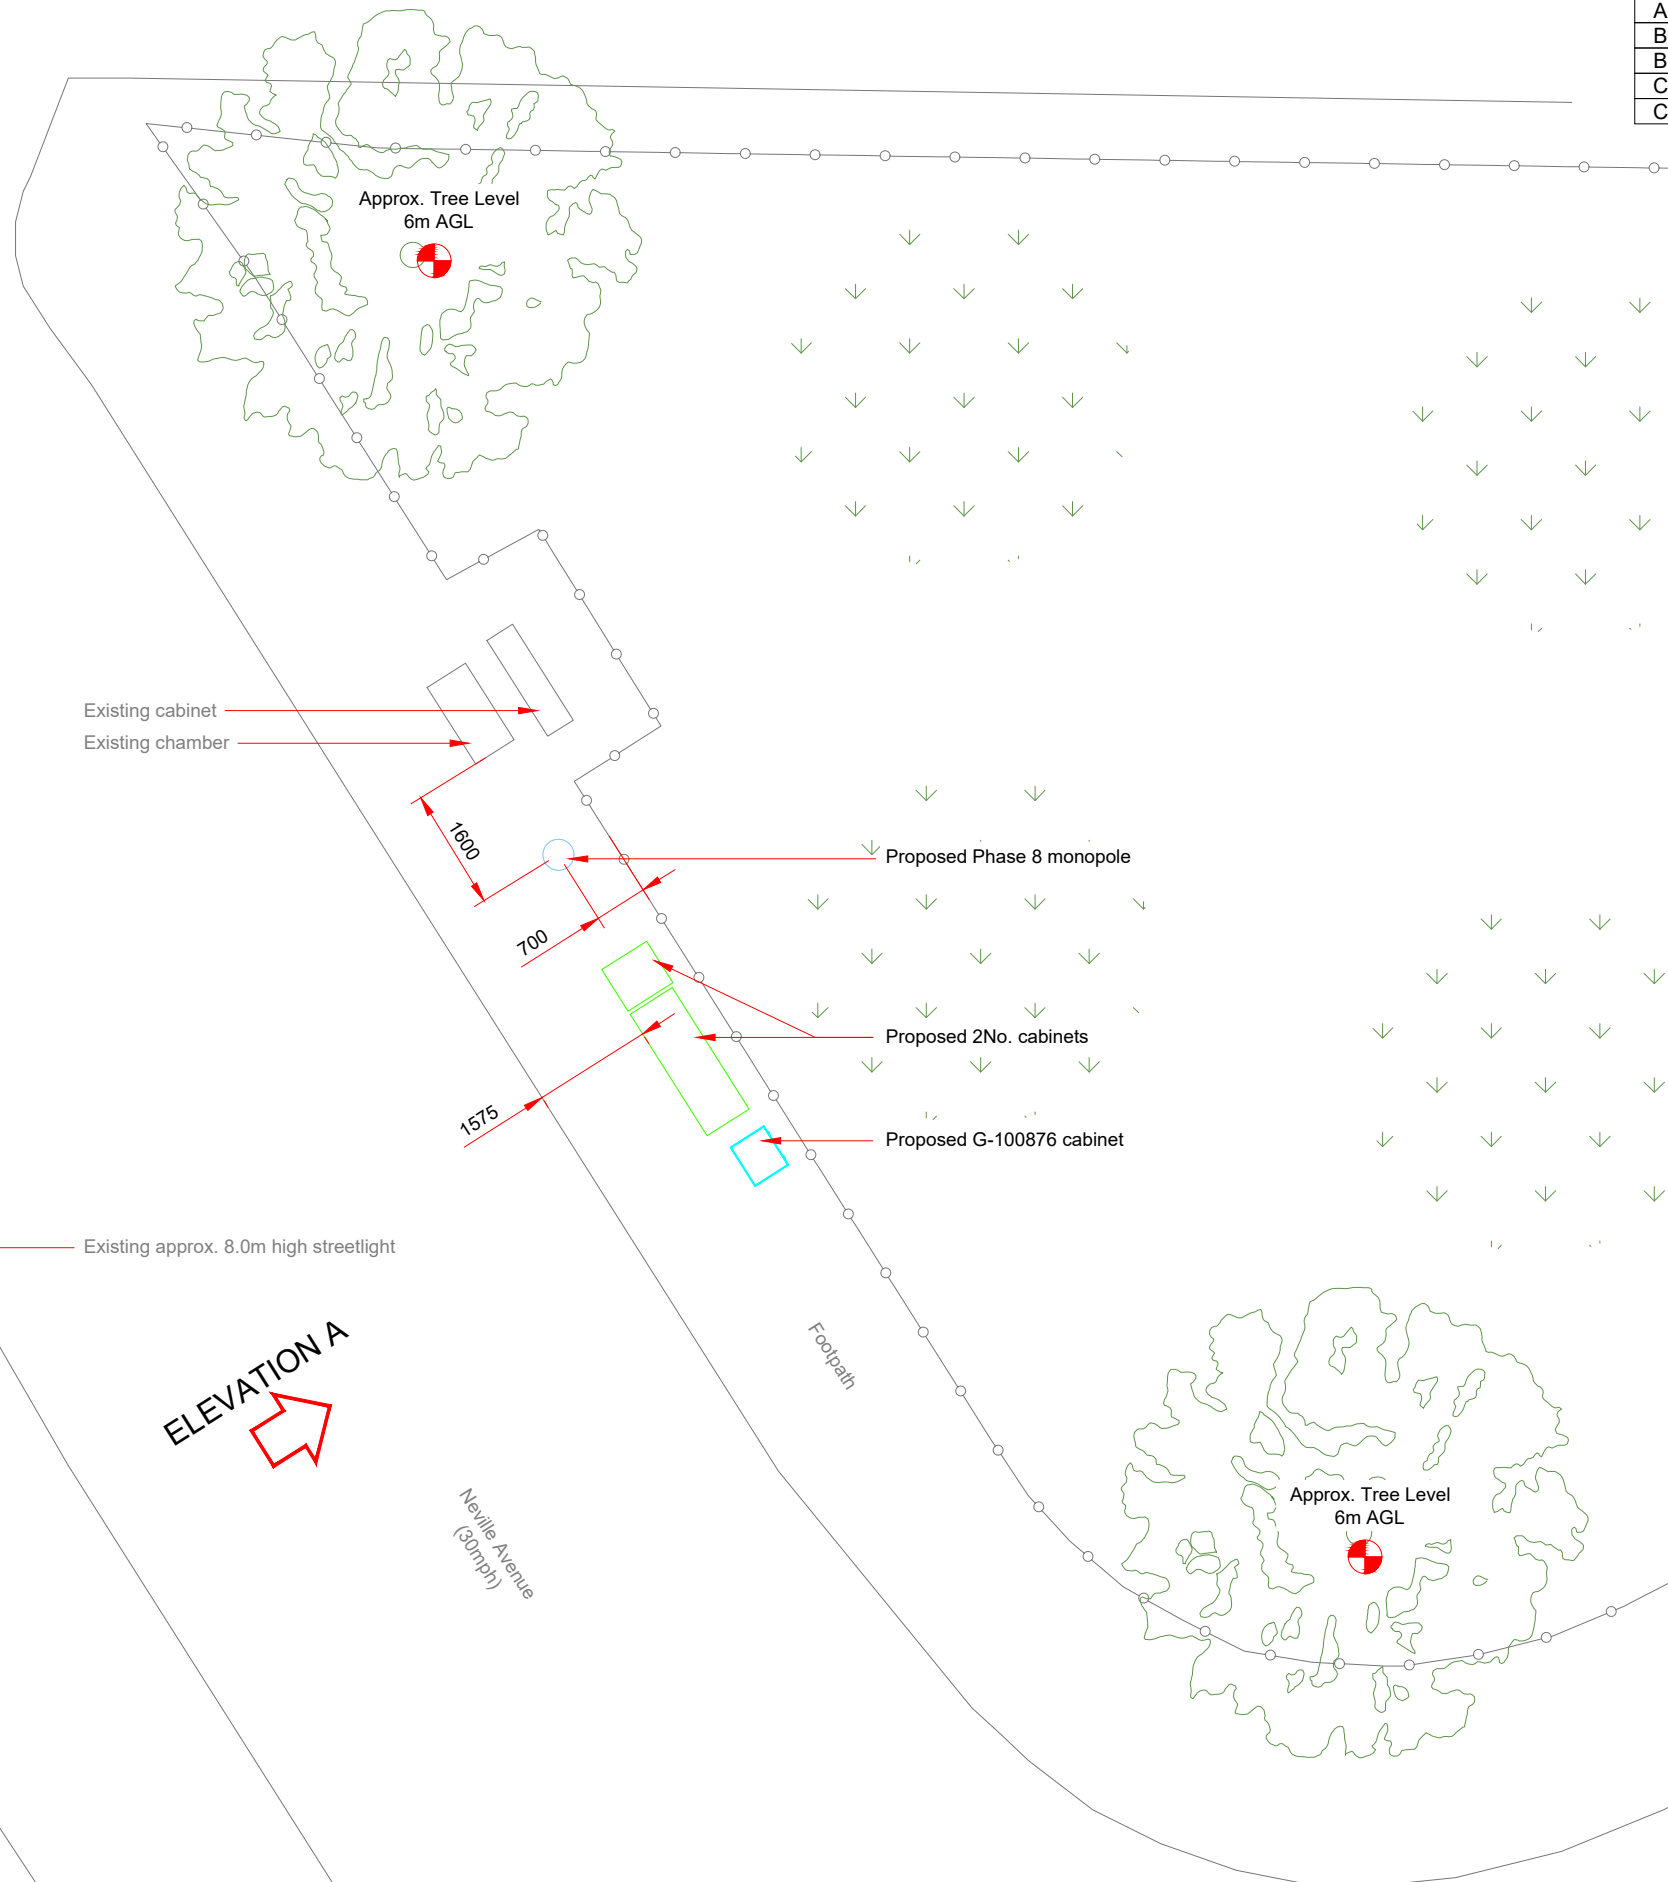 A
B
B
C
C
Approx. Tree Level
6m AGL
Existing cabinet
Existing chamber
1600
Proposed Phase 8 monopole
700
Proposed 2No. cabinets
1575
Proposed G-100876 cabinet
Existing approx. 8.0m high streetlight
ELEVATION A
Footpath
Neville Avenue
(30mph)
Approx. Tree Level
6m AGL